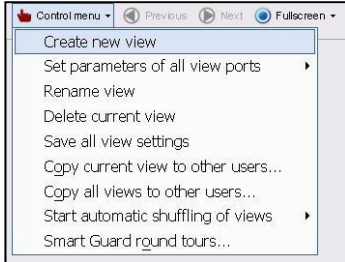 Control menu Previous Next Fullscreen
Create new view
Set parameters of all view ports
Rename view
Delete current view
Save all view settings
Copy current view to other users...
Copy all views to other users...
Start automatic shuffling of views
Smart Guard round tours...